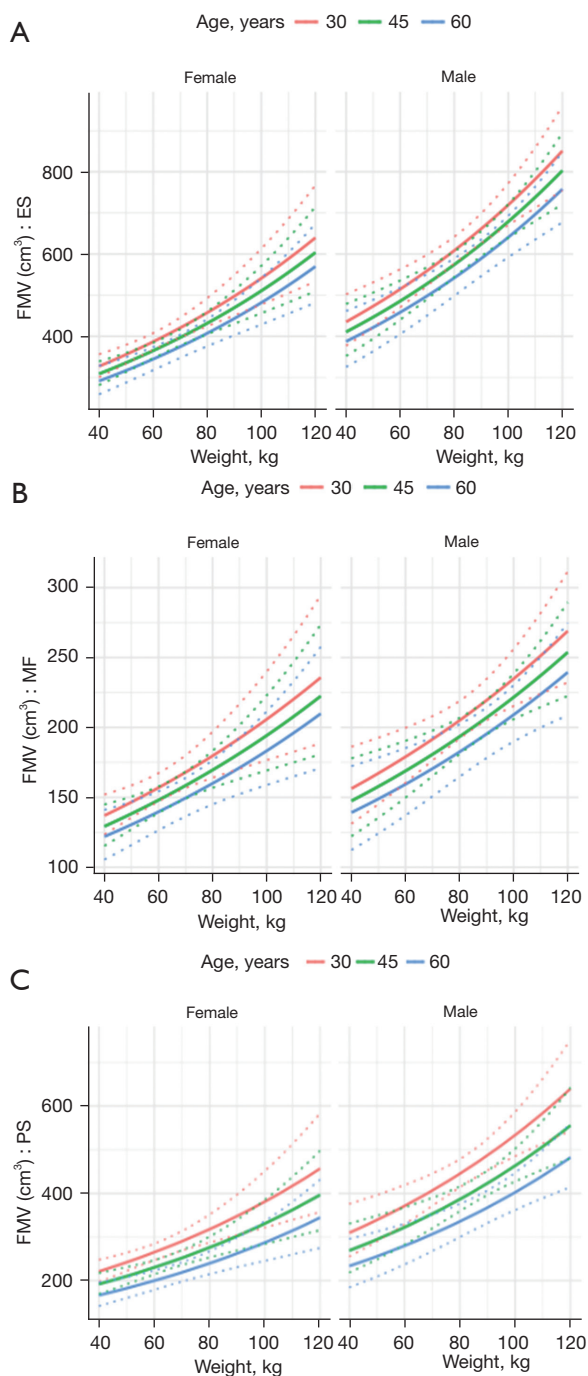 A
Age, years 30 45 60
Female Male
FMV (cm³) : ES
800
600
400
40 60 80 100 120 40 60 80 100 120
Weight, kg Weight, kg
B
Age, years 30 45 60
Female Male
FMV (cm³) : MF
300
250
200
150
100
40 60 80 100 120 40 60 80 100 120
Weight, kg Weight, kg
C
Age, years 30 45 60
Female Male
FMV (cm³) : PS
600
400
200
40 60 80 100 120 40 60 80 100 120
Weight, kg Weight, kg